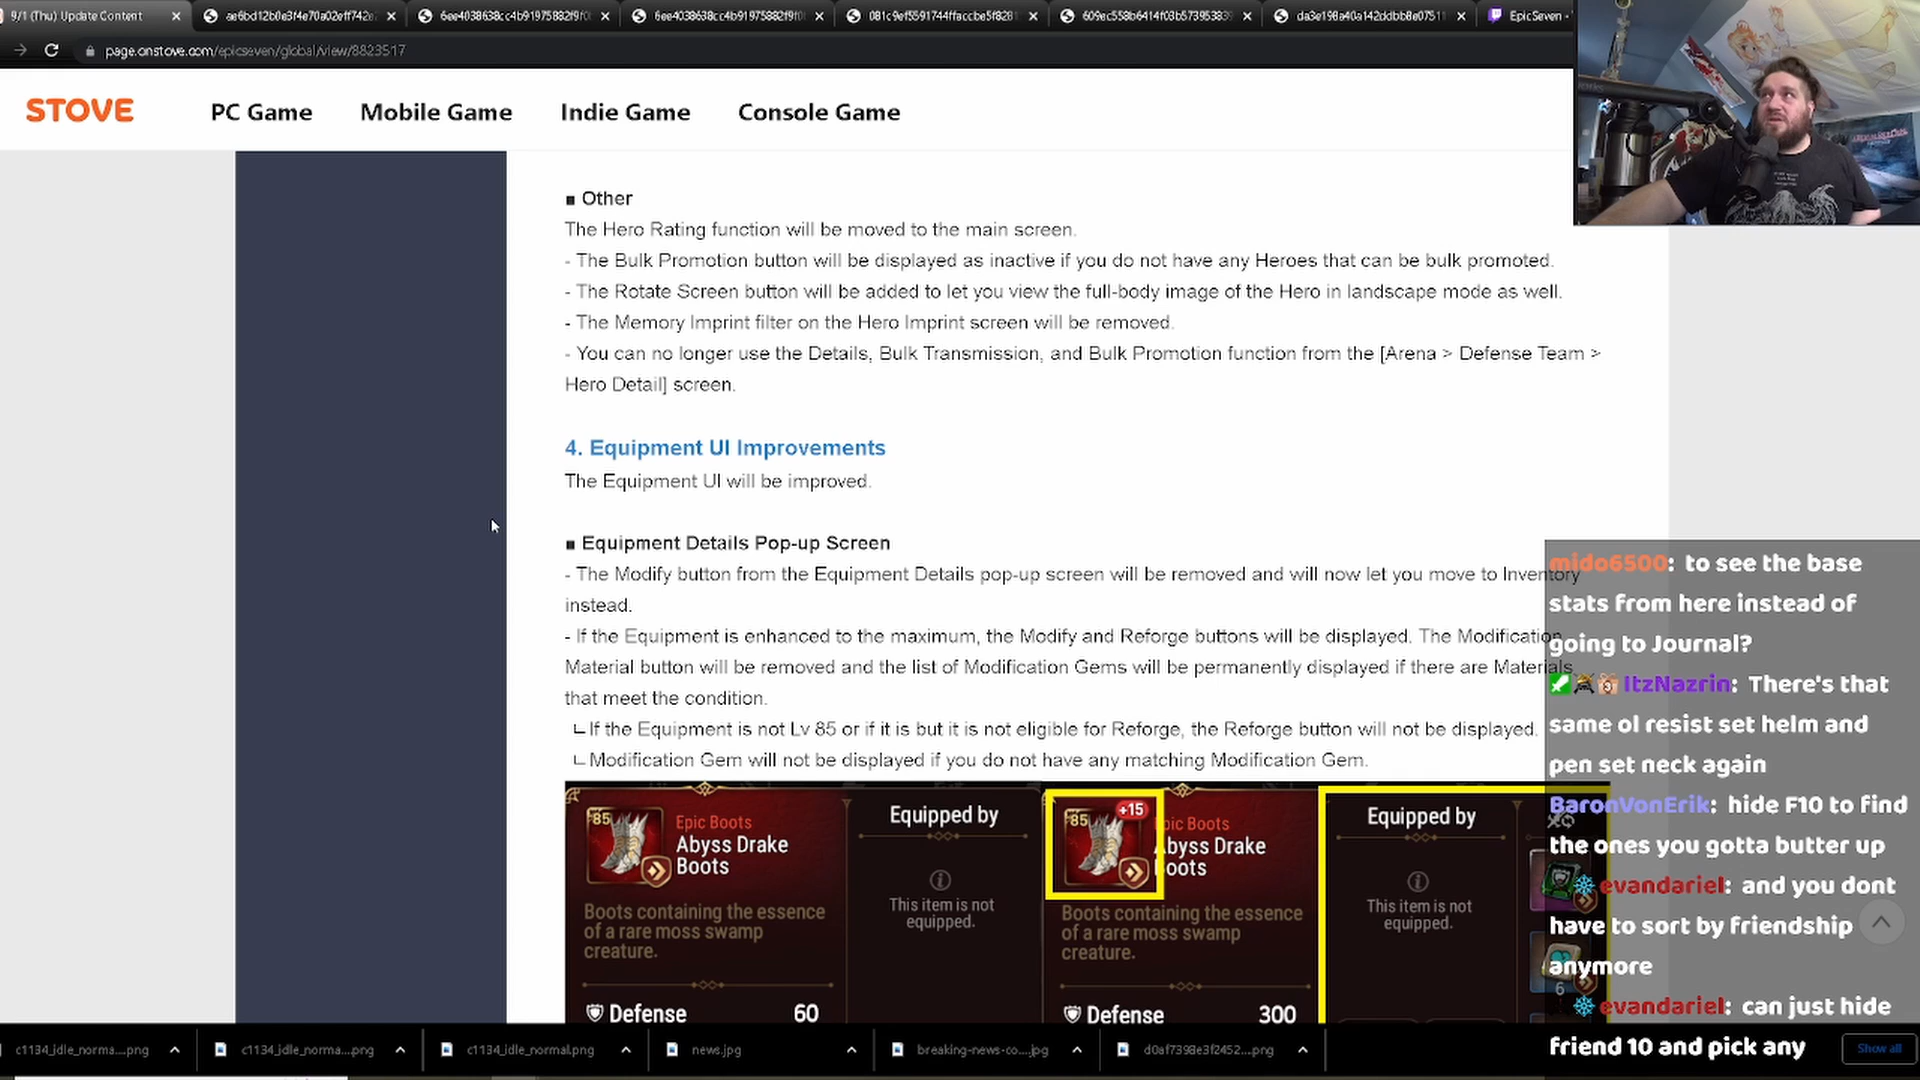 9/1 (Thu) Update Content
ae6bd12b0e3f4e70a02eff742e
6ee4038638cc4b91975882f9f0
6ee4038638cc4b91975882f9f0
081c9ef5591744ffaccbe5f8281
609ec558b6414f03b573953839
da3e198a40a142ddbb8e07511
EpicSeven -
page.onstove.com/epicseven/global/view/8823517
STOVE
PC Game
Mobile Game
Indie Game
Console Game
■ Other
The Hero Rating function will be moved to the main screen.
- The Bulk Promotion button will be displayed as inactive if you do not have any Heroes that can be bulk promoted.
- The Rotate Screen button will be added to let you view the full-body image of the Hero in landscape mode as well.
- The Memory Imprint filter on the Hero Imprint screen will be removed.
- You can no longer use the Details, Bulk Transmission, and Bulk Promotion function from the [Arena > Defense Team >
Hero Detail] screen.
4. Equipment UI Improvements
The Equipment UI will be improved.
■ Equipment Details Pop-up Screen
- The Modify button from the Equipment Details pop-up screen will be removed and will now let you move to Inventory
instead.
- If the Equipment is enhanced to the maximum, the Modify and Reforge buttons will be displayed. The Modification
Material button will be removed and the list of Modification Gems will be permanently displayed if there are Materials
that meet the condition.
ㄴIf the Equipment is not Lv 85 or if it is but it is not eligible for Reforge, the Reforge button will not be displayed.
ㄴModification Gem will not be displayed if you do not have any matching Modification Gem.
85
Epic Boots
Abyss Drake
Boots
Boots containing the essence
of a rare moss swamp
creature.
Defense 60
Equipped by
This item is not
equipped.
85
+15
Epic Boots
Abyss Drake
Boots
Boots containing the essence
of a rare moss swamp
creature.
Defense 300
Equipped by
This item is not
equipped.
6
mido6500: to see the base
stats from here instead of
going to Journal?
ItzNazrin: There's that
same ol resist set helm and
pen set neck again
BaronVonErik: hide F10 to find
the ones you gotta butter up
evandariel: and you dont
have to sort by friendship
anymore
evandariel: can just hide
friend 10 and pick any
c1134_idle_norma....png
c1134_idle_norma....png
c1134_idle_normal.png
news.jpg
breaking-news-co....jpg
d0af7398e3f2452....png
Show all